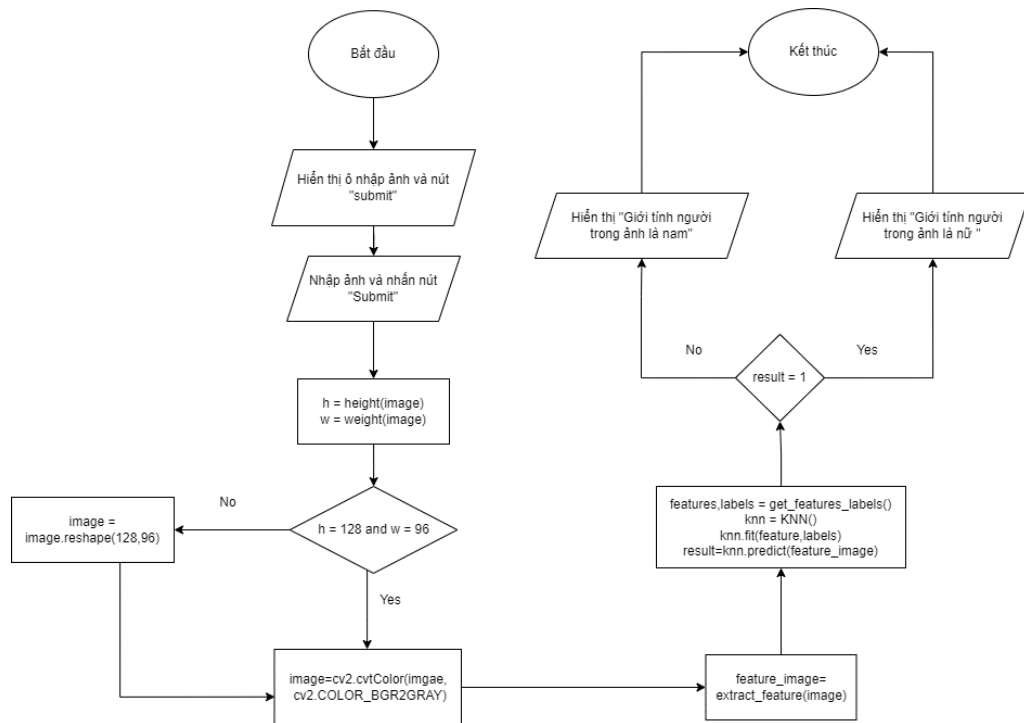 Bắt đầu
Hiển thị ô nhập ảnh và nút
"submit"
Nhập ảnh và nhấn nút
"Submit"
h = height(image)
w = weight(image)
h = 128 and w = 96
No
image =
image.reshape(128,96)
Yes
image=cv2.cvtColor(imgae,
cv2.COLOR_BGR2GRAY)
feature_image=
extract_feature(image)
features,labels = get_features_labels()
knn = KNN()
knn.fit(feature,labels)
result=knn.predict(feature_image)
result = 1
No
Yes
Hiển thị "Giới tính người
trong ảnh là nam"
Hiển thị "Giới tính người
trong ảnh là nữ "
Kết thúc